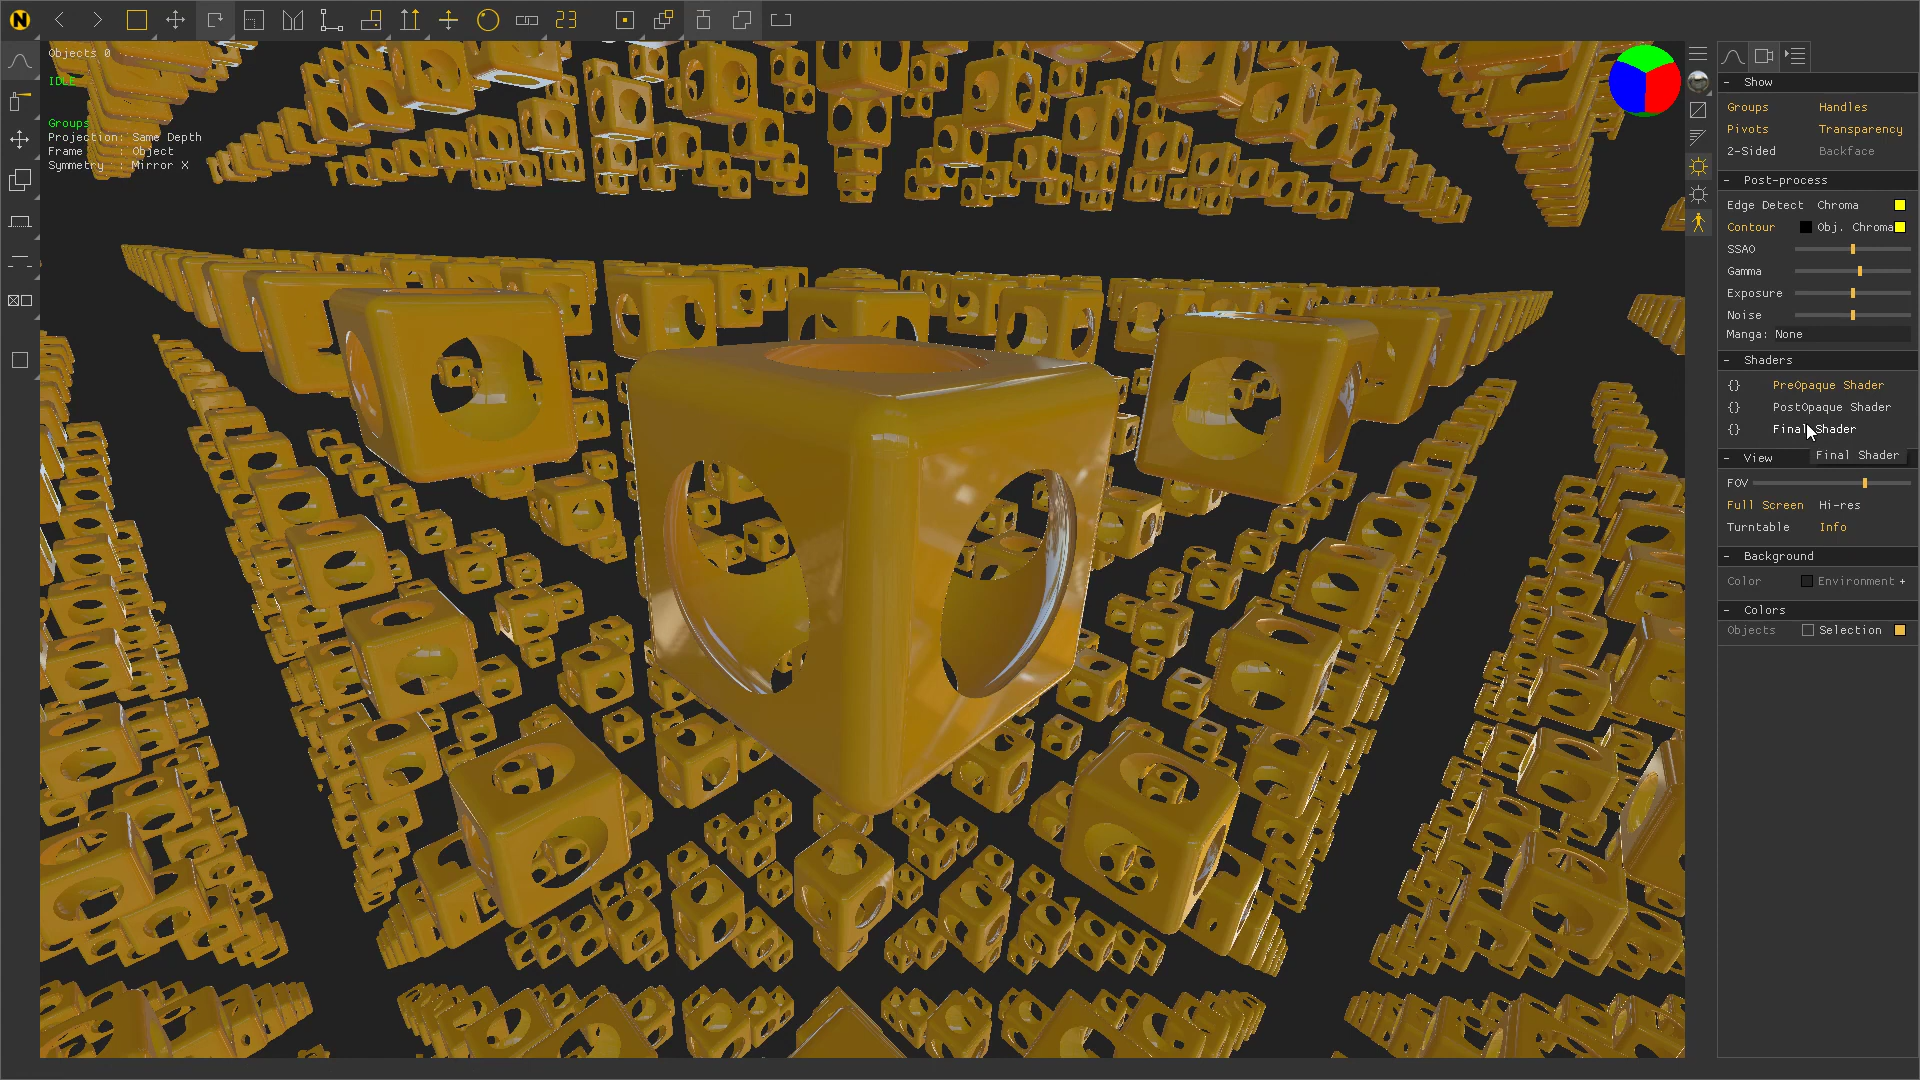 N
23
Objects 0
IDLE
Groups
Projection: Same Depth
Frame : Object
Symmetry : Mirror X
- Show
Groups Handles
Pivots Transparency
2-Sided Backface
- Post-process
Edge Detect Chroma
Contour Obj. Chroma
SSAO
Gamma
Exposure
Noise
Manga: None
- Shaders
{} PreOpaque Shader
{} PostOpaque Shader
{} Final Shader
Final Shader
- View
FOV
Full Screen Hi-res
Turntable Info
- Background
Color Environment +
- Colors
Objects Selection